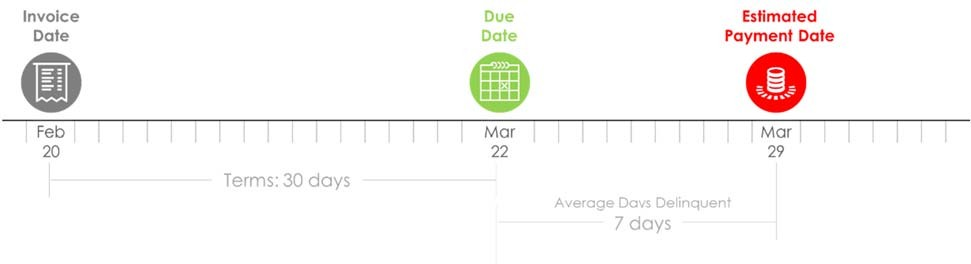 Invoice
Date
Due
Date
Estimated
Payment Date
Feb
20
Mar
22
Mar
29
Terms: 30 days
Average Days Delinquent
7 days